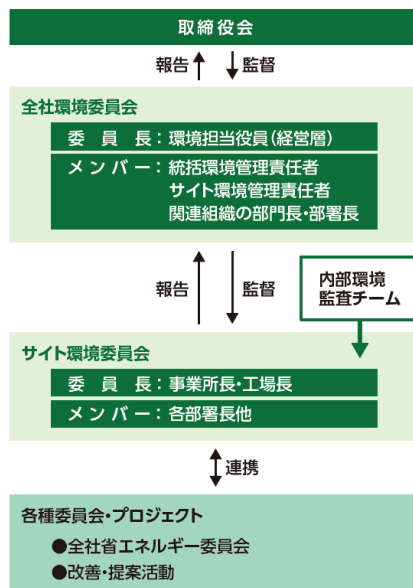 取締役会
報告 監督
全社環境委員会
委員長：環境担当役員（経営層）
メンバー：統括環境管理責任者
サイト環境管理責任者
関連組織の部門長・部署長
報告 監督
内部環境
監査チーム
サイト環境委員会
委員長：事業所長・工場長
メンバー：各部署長他
連携
各種委員会・プロジェクト
●全社省エネルギー委員会
●改善・提案活動